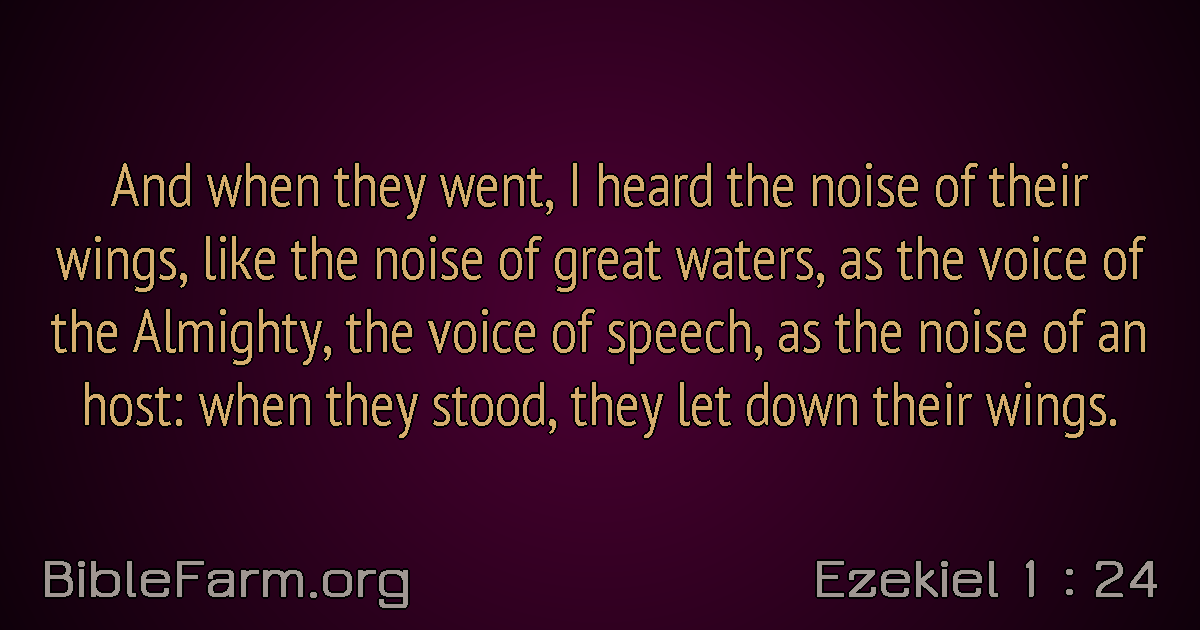 And when they went, I heard the noise of their
wings, like the noise of great waters, as the voice of
the Almighty, the voice of speech, as the noise of an
host: when they stood, they let down their wings.
BibleFarm.org
Ezekiel 1 : 24